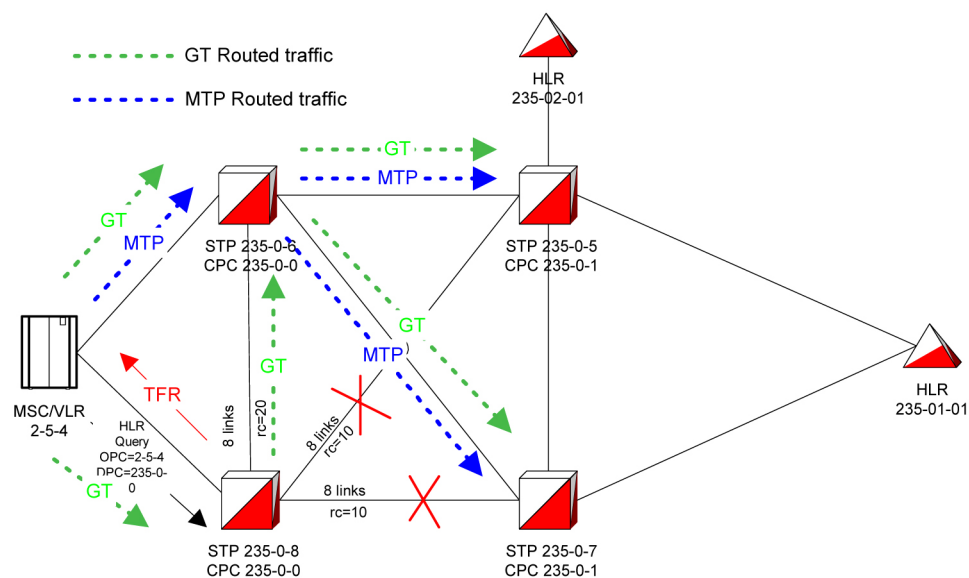 GT Routed traffic
MTP Routed traffic
HLR
235-02-01
GT
MTP
GT
MTP
STP 235-0-6
CPC 235-0-0
STP 235-0-5
CPC 235-0-1
GT
MTP
GT
TFR
MSC/VLR
2-5-4
HLR
Query
OPC=2-5-4
DPC=235-0-
0
GT
8 links
rc=20
8 links
rc=10
8 links
rc=10
HLR
235-01-01
STP 235-0-8
CPC 235-0-0
STP 235-0-7
CPC 235-0-1